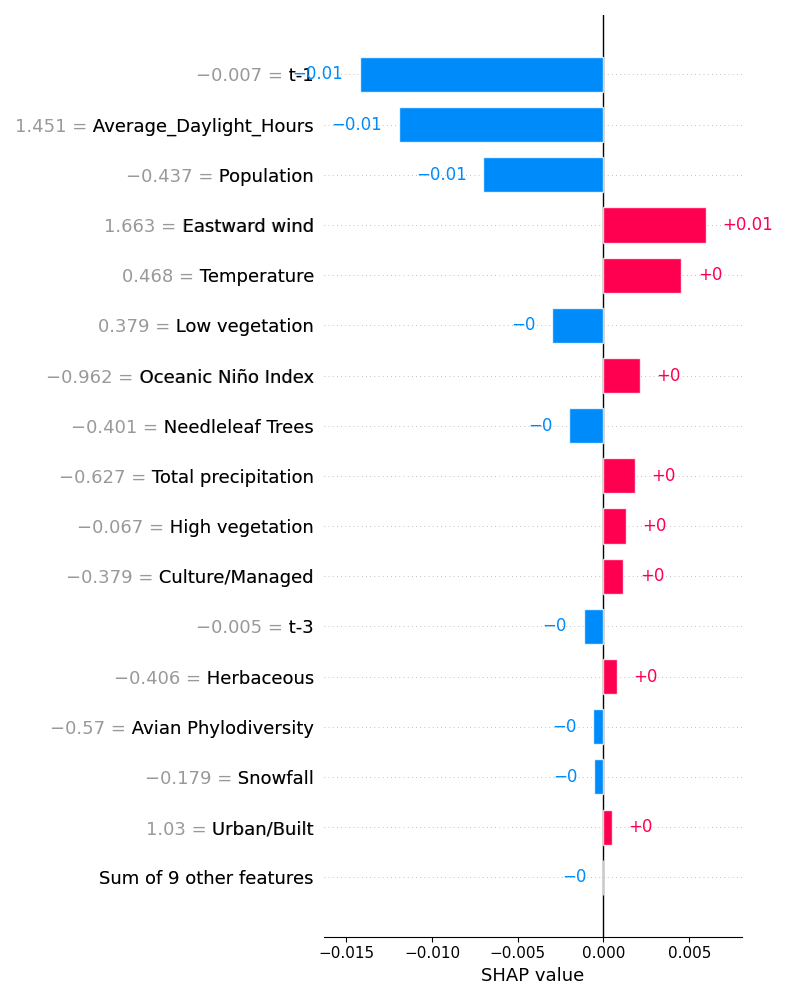 −0.007 = t-1 −0.01
1.451 = Average_Daylight_Hours −0.01
−0.437 = Population −0.01
1.663 = Eastward wind +0.01
0.468 = Temperature +0
0.379 = Low vegetation −0
−0.962 = Oceanic Niño Index +0
−0.401 = Needleleaf Trees −0
−0.627 = Total precipitation +0
−0.067 = High vegetation +0
−0.379 = Culture/Managed +0
−0.005 = t-3 −0
−0.406 = Herbaceous +0
−0.57 = Avian Phylodiversity −0
−0.179 = Snowfall −0
1.03 = Urban/Built +0
Sum of 9 other features −0
−0.015 −0.010 −0.005 0.000 0.005
SHAP value